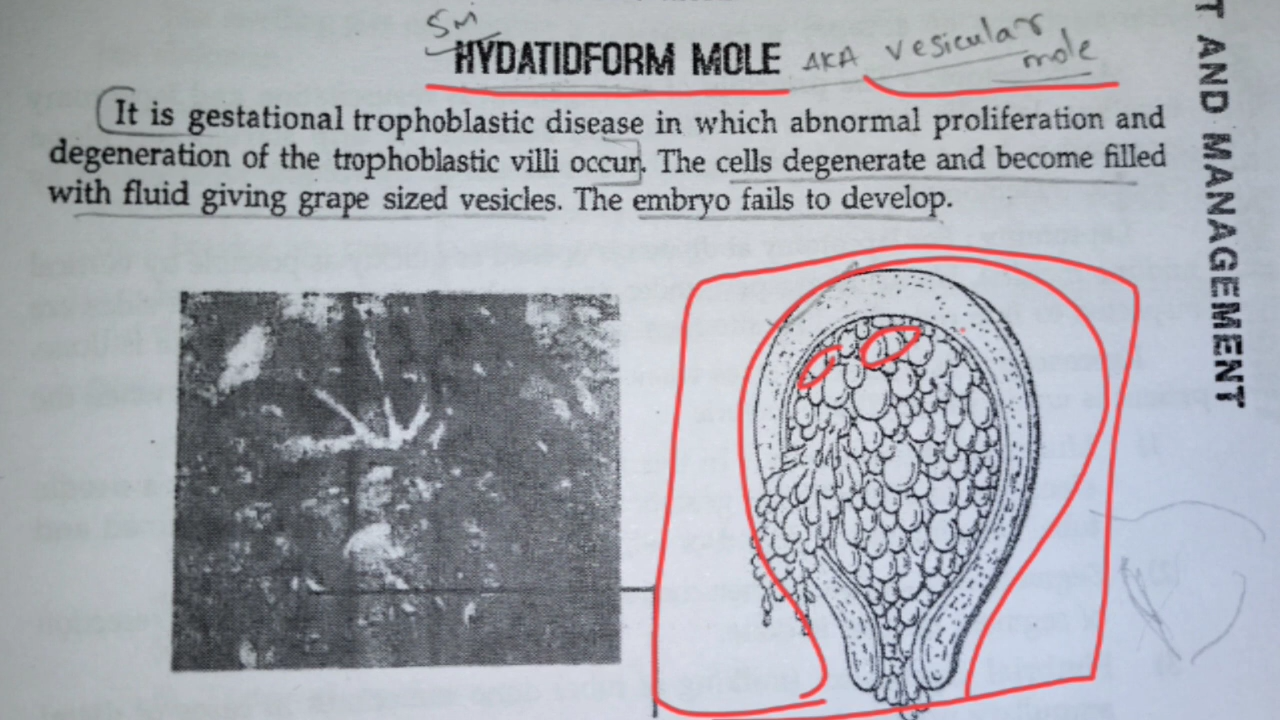 SM
HYDATIDFORM MOLE AKA vesicular mole
It is gestational trophoblastic disease in which abnormal proliferation and
degeneration of the trophoblastic villi occur. The cells degenerate and become filled
with fluid giving grape sized vesicles. The embryo fails to develop.
T AND MANAGEMENT